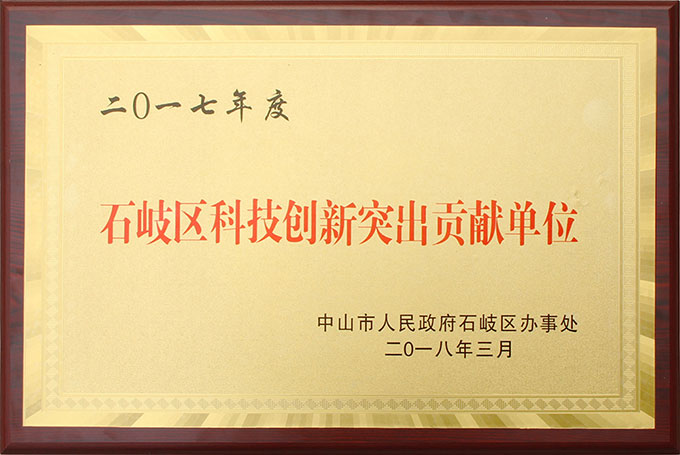 二〇一七年度
石岐区科技创新突出贡献单位
中山市人民政府石岐区办事处
二〇一八年三月